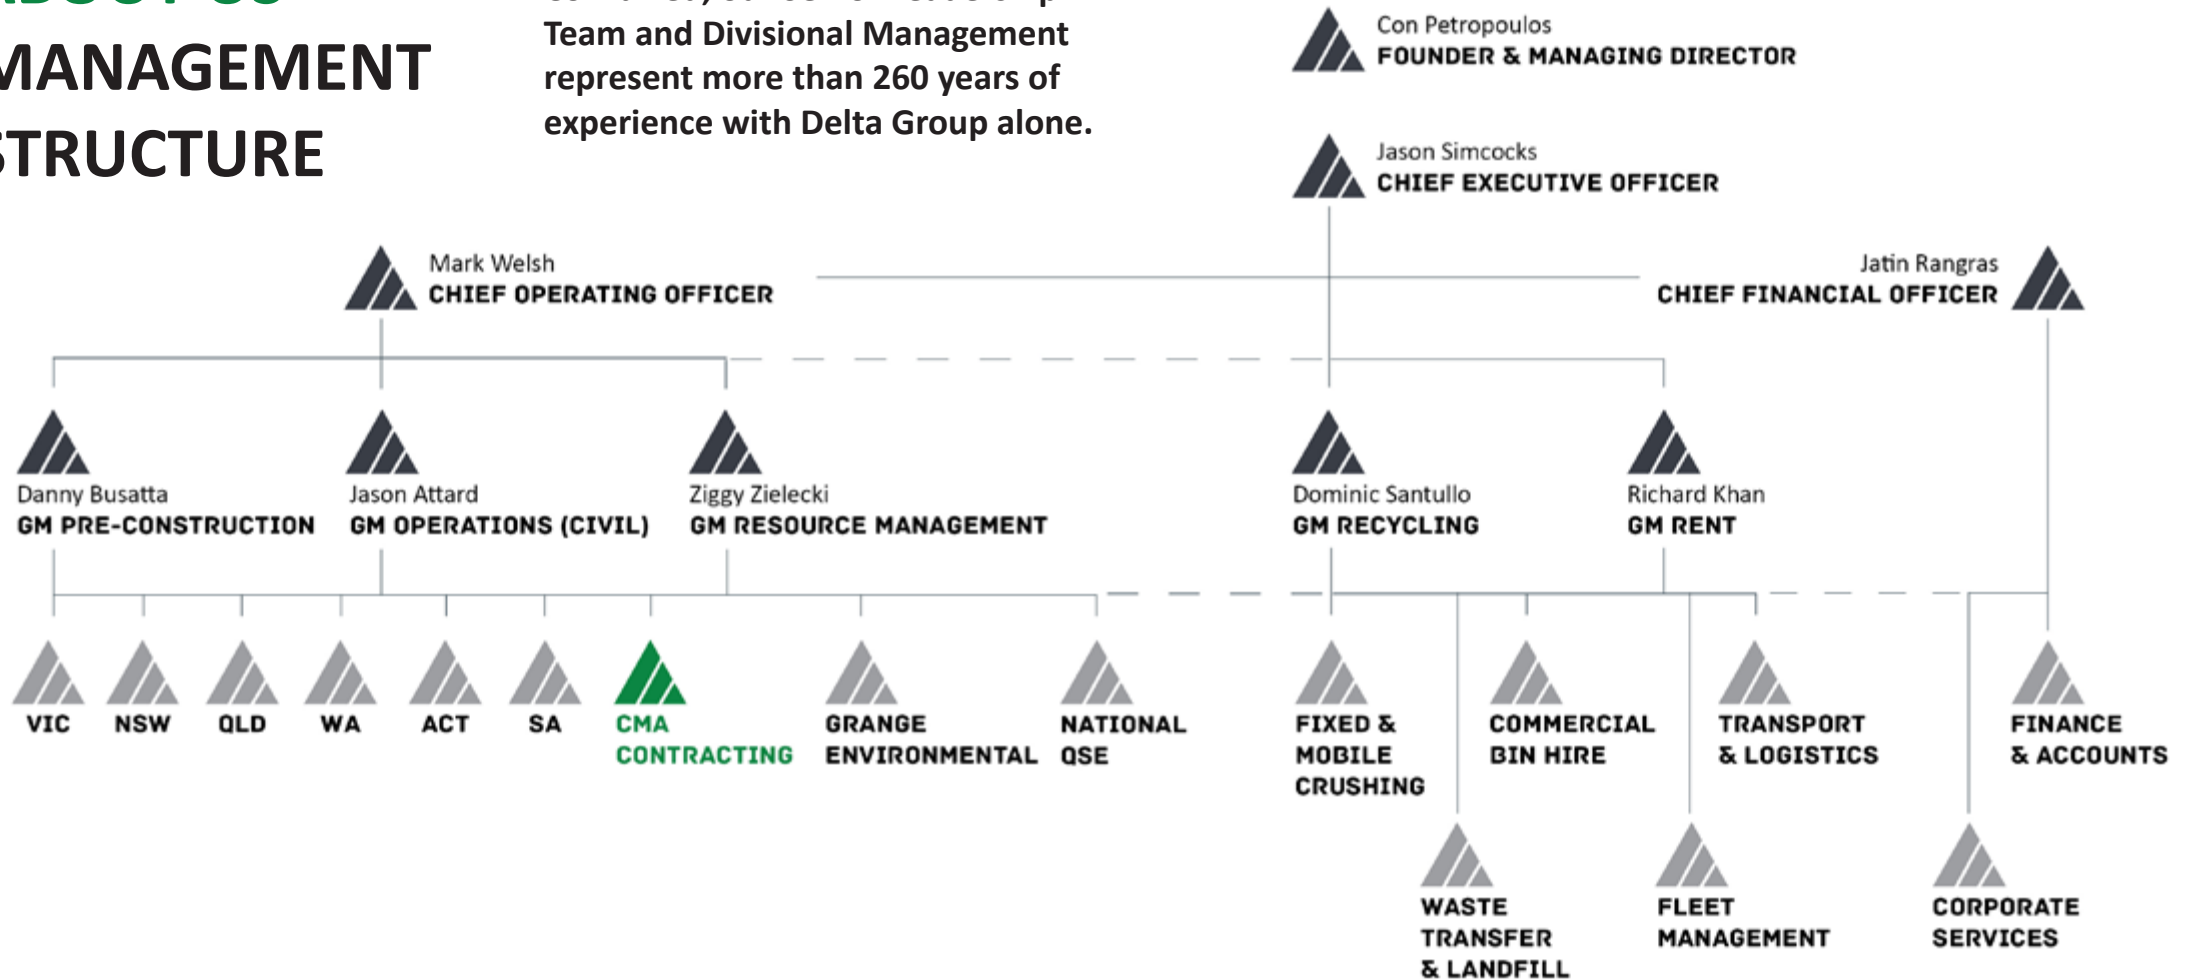 MANAGEMENT
STRUCTURE
Team and Divisional Management
represent more than 260 years of
experience with Delta Group alone.
Con Petropoulos
FOUNDER & MANAGING DIRECTOR
Jason Simcocks
CHIEF EXECUTIVE OFFICER
Mark Welsh
CHIEF OPERATING OFFICER
Jatin Rangras
CHIEF FINANCIAL OFFICER
Danny Busatta
GM PRE-CONSTRUCTION
Jason Attard
GM OPERATIONS (CIVIL)
Ziggy Zielecki
GM RESOURCE MANAGEMENT
Dominic Santullo
GM RECYCLING
Richard Khan
GM RENT
VIC
NSW
QLD
WA
ACT
SA
CMA
CONTRACTING
GRANGE
ENVIRONMENTAL
NATIONAL
QSE
FIXED &
MOBILE
CRUSHING
COMMERCIAL
BIN HIRE
TRANSPORT
& LOGISTICS
FINANCE
& ACCOUNTS
WASTE
TRANSFER
& LANDFILL
FLEET
MANAGEMENT
CORPORATE
SERVICES